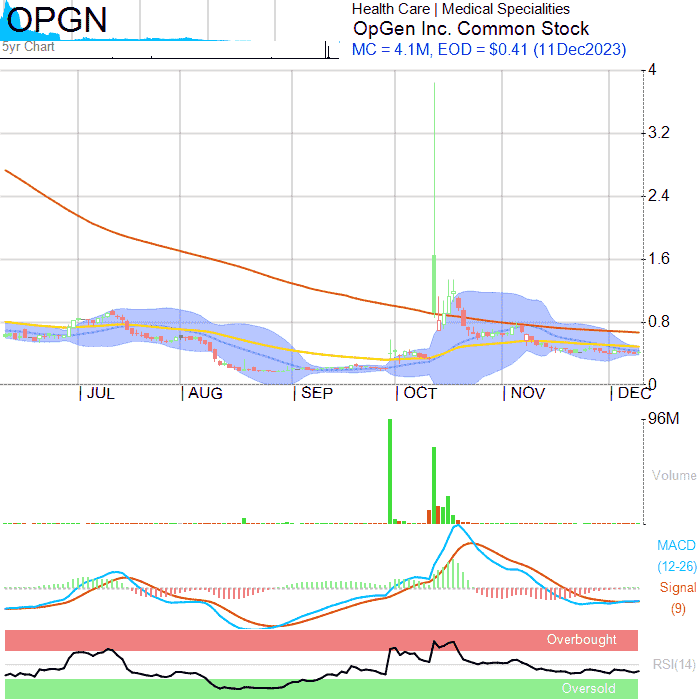 OPGN
5yr Chart
Health Care | Medical Specialities
OpGen Inc. Common Stock
MC = 4.1M, EOD = $0.41 (11Dec2023)
4
3.2
2.4
1.6
0.8
0
JUL AUG SEP OCT NOV DEC
96M
Volume
MACD
(12-26)
Signal
(9)
Overbought
RSI(14)
Oversold